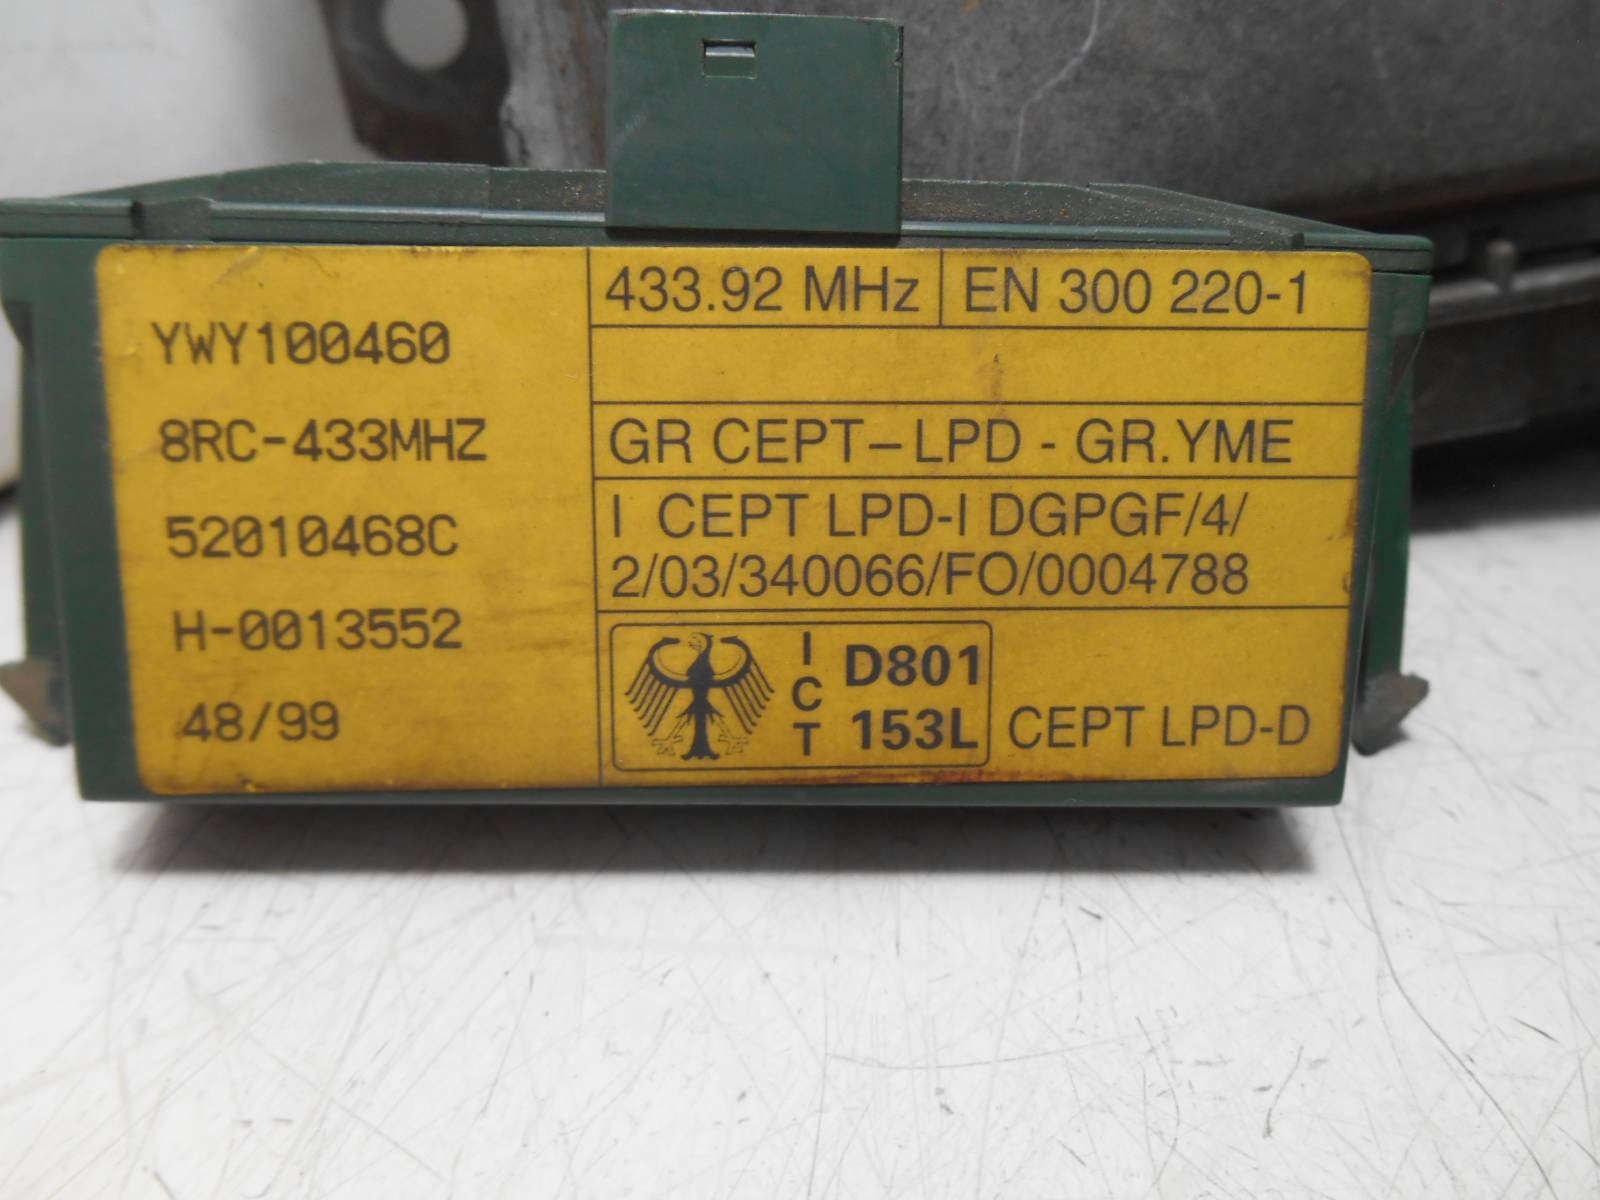 YWY100460
8RC-433MHZ
52010468C
H-0013552
48/99
433.92 MHz
EN 300 220-1
GR CEPT-LPD - GR.YME
I CEPT LPD-I DGPGF/4/
2/03/340066/FO/0004788
ICT
D801
153L
CEPT LPD-D